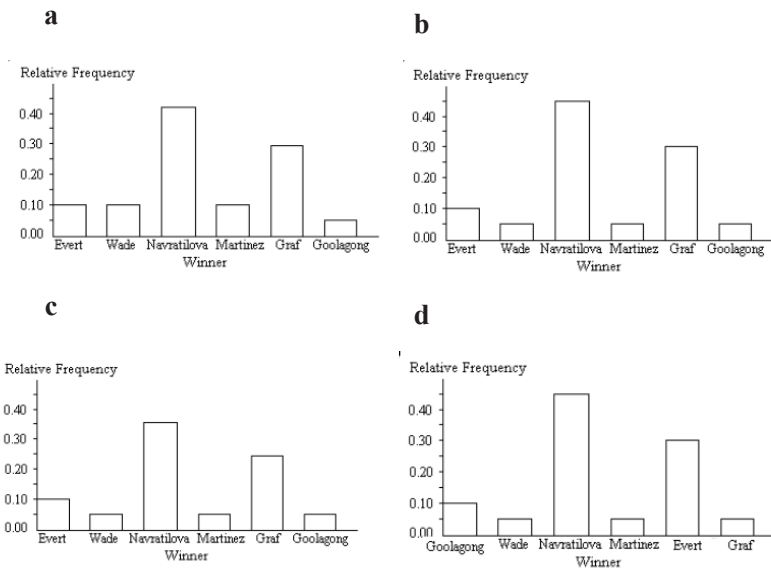 a
Relative Frequency
0.40
0.30
0.20
0.10
0.00
Evert Wade Navratilova Martinez Graf Goolagong
Winner
b
Relative Frequency
0.40
0.30
0.20
0.10
0.00
Evert Wade Navratilova Martinez Graf Goolagong
Winner
c
Relative Frequency
0.40
0.30
0.20
0.10
0.00
Evert Wade Navratilova Martinez Graf Goolagong
Winner
d
Relative Frequency
0.40
0.30
0.20
0.10
0.00
Goolagong Wade Navratilova Martinez Evert Graf
Winner